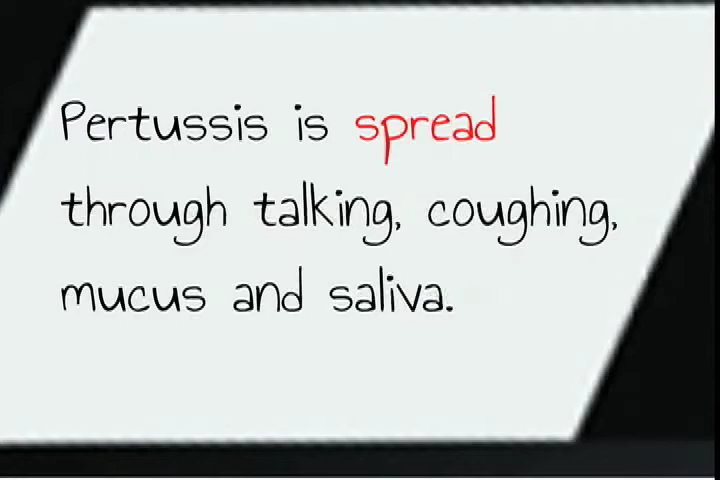 Pertussis is spread
through talking, coughing,
mucus and saliva.